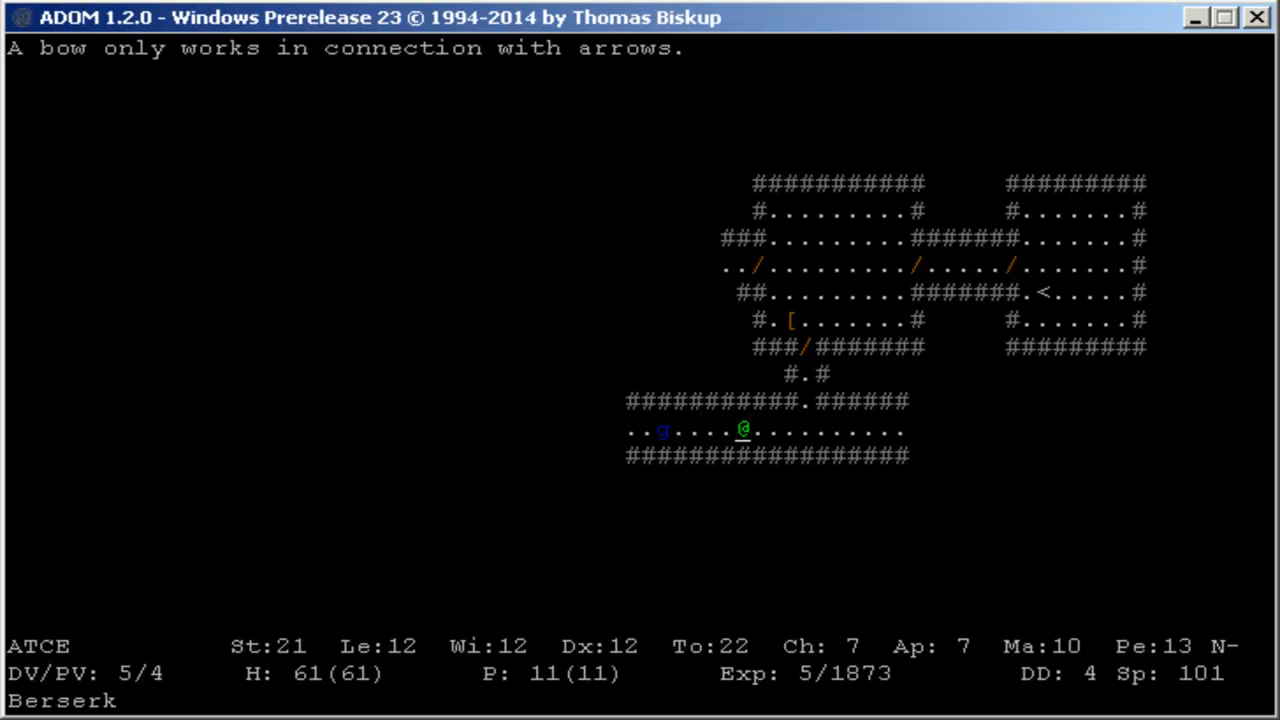 ADOM 1.2.0 - Windows Prerelease 23 © 1994-2014 by Thomas Biskup
A bow only works in connection with arrows.
########### #########
#.........# #.......#
###.........#######.......#
../........./...../.......#
##.........#######.<.....#
#.[.......# #.......#
###/####### #########
#.#
###########.######
..g....@..........
##################
ATCE St:21 Le:12 Wi:12 Dx:12 To:22 Ch: 7 Ap: 7 Ma:10 Pe:13 N-
DV/PV: 5/4 H: 61(61) P: 11(11) Exp: 5/1873 DD: 4 Sp: 101
Berserk